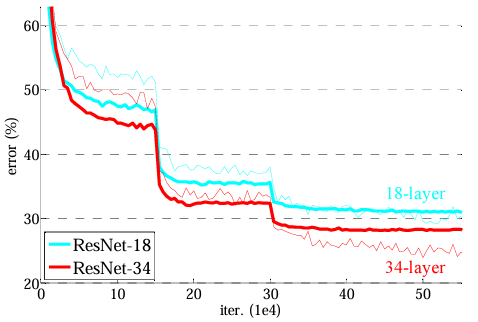 60
50
40
30
20
error (%)
18-layer
34-layer
ResNet-18
ResNet-34
0 10 20 30 40 50
iter. (1e4)